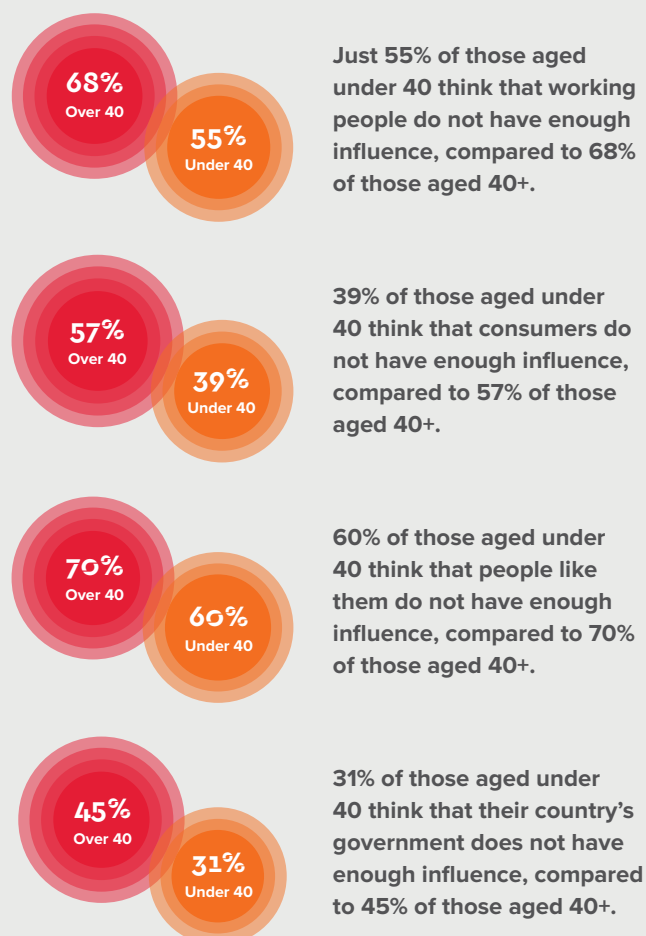 68%
Over 40
55%
Under 40
Just 55% of those aged
under 40 think that working
people do not have enough
influence, compared to 68%
of those aged 40+.
57%
Over 40
39%
Under 40
39% of those aged under
40 think that consumers do
not have enough influence,
compared to 57% of those
aged 40+.
70%
Over 40
60%
Under 40
60% of those aged under
40 think that people like
them do not have enough
influence, compared to 70%
of those aged 40+.
45%
Over 40
31%
Under 40
31% of those aged under
40 think that their country’s
government does not have
enough influence, compared
to 45% of those aged 40+.